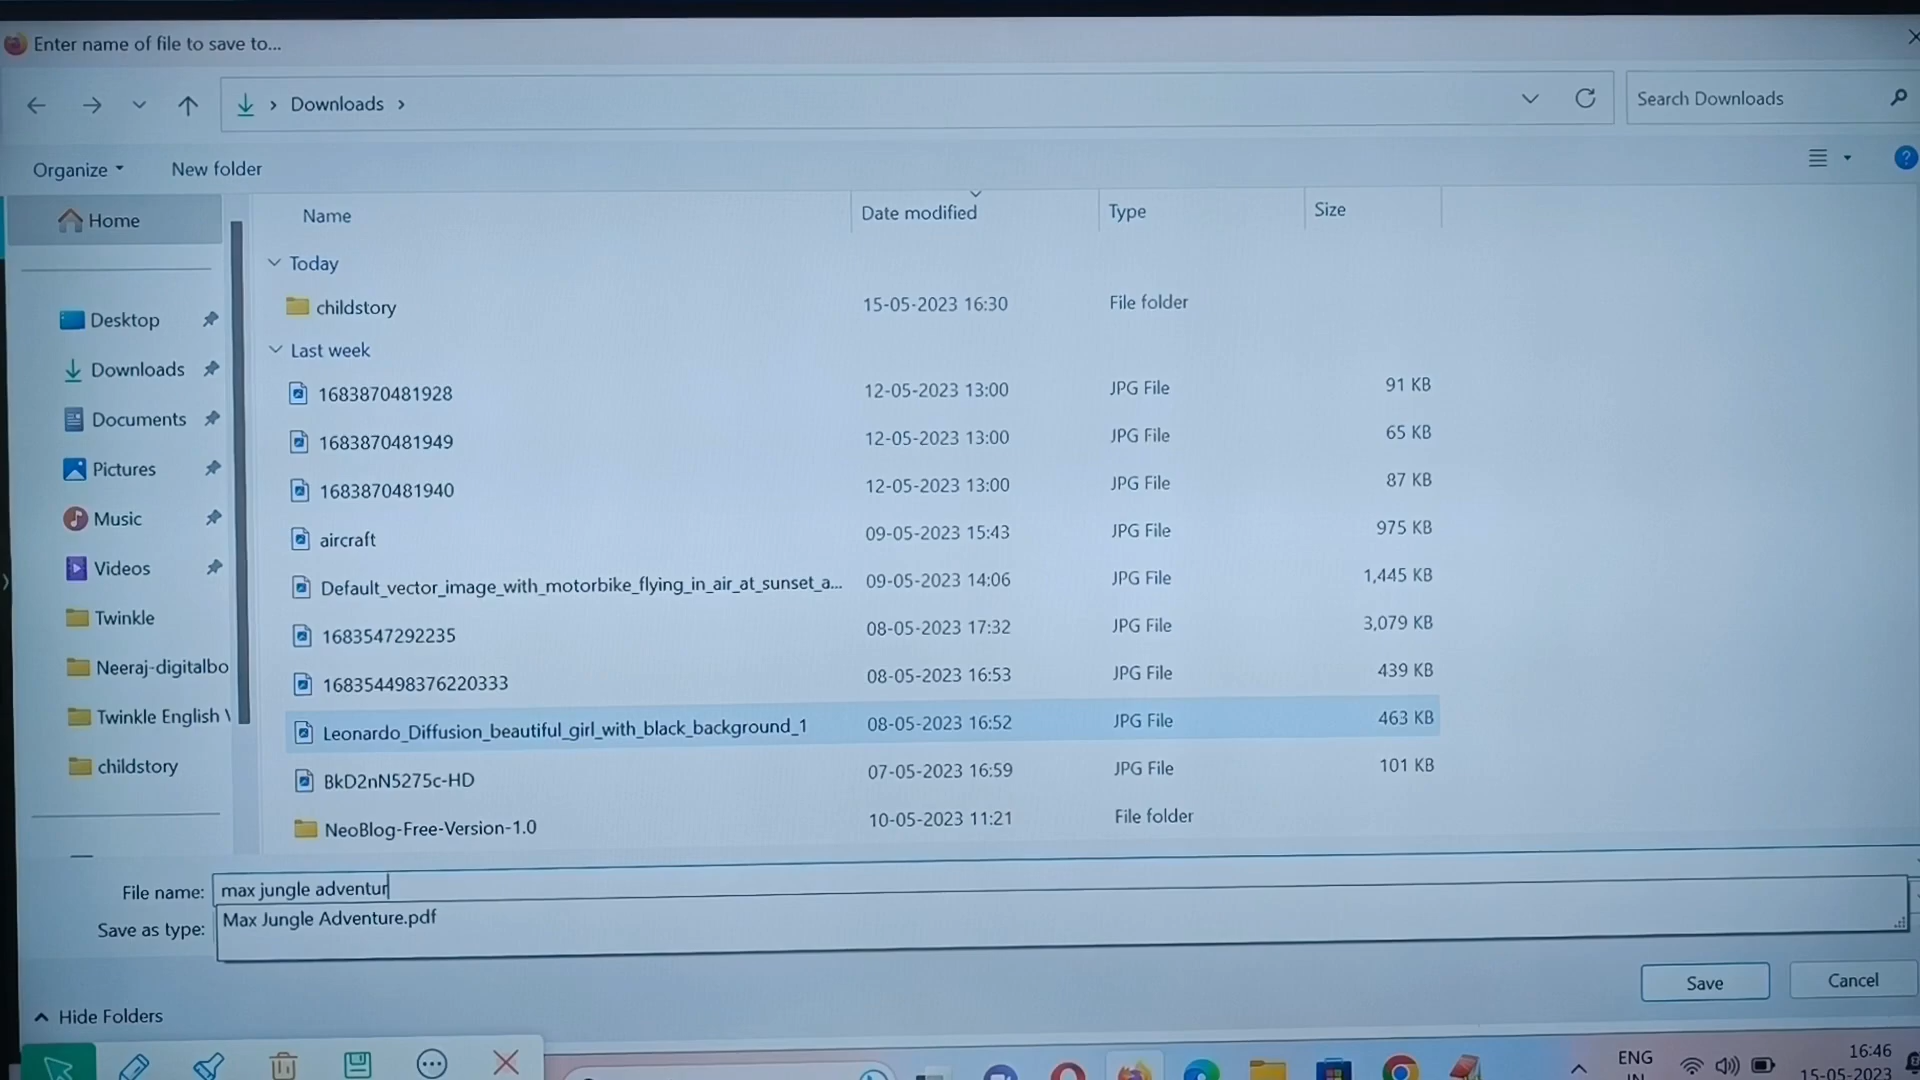 Enter name of file to save to...
Downloads
Search Downloads
Organize
New folder
Home
Name
Date modified
Type
Size
Today
childstory
15-05-2023 16:30
File folder
Last week
1683870481928
12-05-2023 13:00
JPG File
91 KB
1683870481949
12-05-2023 13:00
JPG File
65 KB
1683870481940
12-05-2023 13:00
JPG File
87 KB
aircraft
09-05-2023 15:43
JPG File
975 KB
Default_vector_image_with_motorbike_flying_in_air_at_sunset_a...
09-05-2023 14:06
JPG File
1,445 KB
1683547292235
08-05-2023 17:32
JPG File
3,079 KB
168354498376220333
08-05-2023 16:53
JPG File
439 KB
Leonardo_Diffusion_beautiful_girl_with_black_background_1
08-05-2023 16:52
JPG File
463 KB
BkD2nN5275c-HD
07-05-2023 16:59
JPG File
101 KB
NeoBlog-Free-Version-1.0
10-05-2023 11:21
File folder
Desktop
Downloads
Documents
Pictures
Music
Videos
Twinkle
Neeraj-digitalbo
Twinkle English
childstory
File name: max jungle adventur
Max Jungle Adventure.pdf
Save as type:
Save
Cancel
Hide Folders
ENG
IN
16:46
15-05-2023